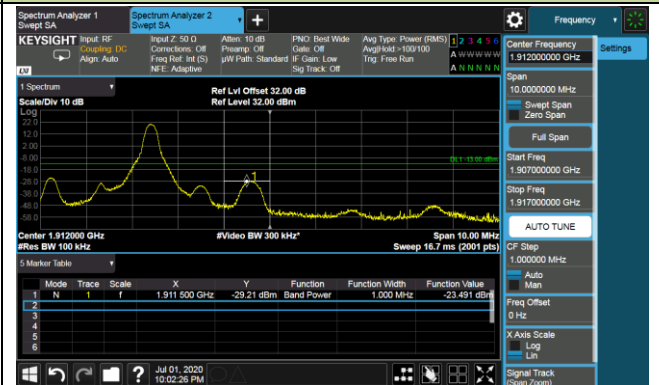 Spectrum Analyzer 1
Swept SA
Spectrum Analyzer 2
Swept SA
+
Frequency
KEYSIGHT
Input: RF
Coupling: DC
Align: Auto
Input Z: 50 Ω
Corrections: Off
Freq Ref: Int (S)
NFE: Adaptive
Atten: 10 dB
Preamp: Off
µW Path: Standard
PNO: Best Wide
Gate: Off
IF Gain: Low
Sig Track: Off
Avg Type: Power (RMS)
Avg|Hold:>100/100
Trig: Free Run
1 2 3 4 5 6
A W W W W W
A N N N N N
LXI
1 Spectrum
Scale/Div 10 dB
Ref Lvl Offset 32.00 dB
Ref Level 32.00 dBm
Log
22.0
12.0
2.00
-8.00
-18.0
-28.0
-38.0
-48.0
-58.0
DL1 -13.00 dBm
1
Center 1.912000 GHz
#Video BW 300 kHz*
Span 10.00 MHz
#Res BW 100 kHz
Sweep 16.7 ms (2001 pts)
5 Marker Table
Mode Trace Scale X Y Function Function Width Function Value
1 N 1 f 1.911 500 GHz -29.21 dBm Band Power 1.000 MHz -23.491 dBm
2
3
4
5
6
Jul 01, 2020
10:02:26 PM
Center Frequency
1.912000000 GHz
Settings
Span
10.0000000 MHz
Swept Span
Zero Span
Full Span
Start Freq
1.907000000 GHz
Stop Freq
1.917000000 GHz
AUTO TUNE
CF Step
1.000000 MHz
Auto
Man
Freq Offset
0 Hz
X Axis Scale
Log
Lin
Signal Track
(Span Zoom)